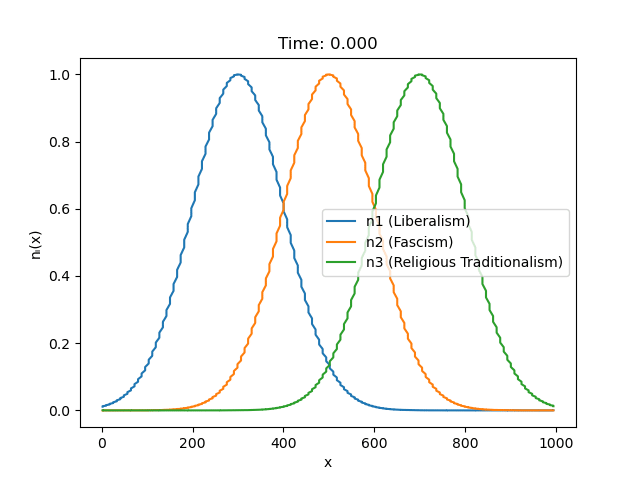 Time: 0.000
1.0
0.8
0.6
0.4
0.2
0.0
nᵢ(x)
n1 (Liberalism)
n2 (Fascism)
n3 (Religious Traditionalism)
0
200
400
600
800
1000
x